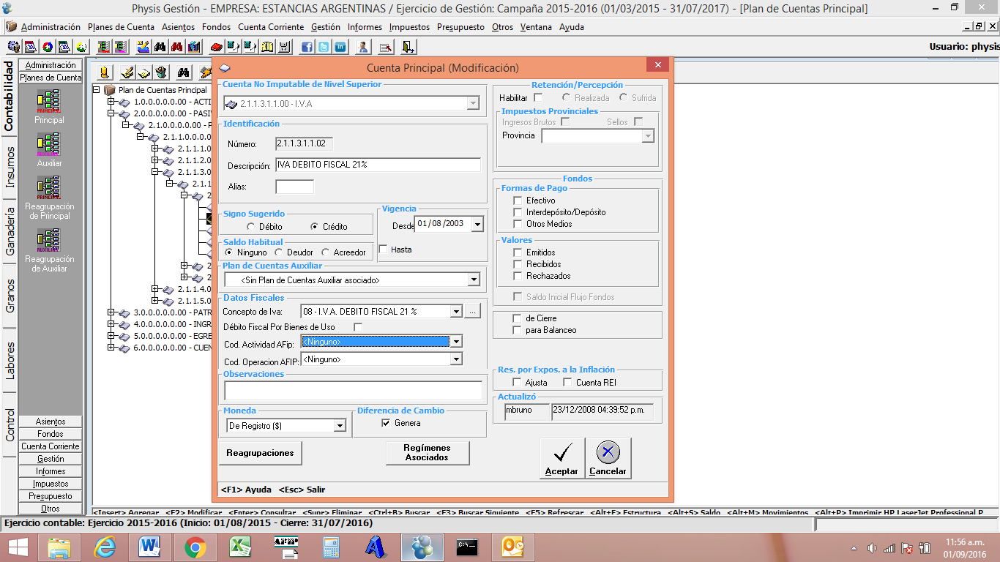 Physis Gestión - EMPRESA: ESTANCIAS ARGENTINAS / Ejercicio de Gestión: Campaña 2015-2016 (01/03/2015 - 31/07/2017) - [Plan de Cuentas Principal]
Administración Planes de Cuenta Asientos Fondos Cuenta Corriente Gestión Informes Impuestos Presupuesto Otros Ventana Ayuda
Usuario: physis
Contabilidad
Insumos
Ganadería
Granos
Labores
Control
Administración
Planes de Cuenta
Principal
Auxiliar
Reagrupación
de Principal
Reagrupación
de Auxiliar
Asientos
Fondos
Cuenta Corriente
Gestión
Informes
Impuestos
Presupuesto
Otros
Plan de Cuentas Principal
1.0.0.0.0.0.00 - ACTI
2.0.0.0.0.0.00 - PASIV
2.1.0.0.0.0.00 - P
2.1.1.0.0.0.0
2.1.1.1.0
2.1.1.2.0
2.1.1.3.0
2.1.1
2
2.
2.
2.1.1.4.0
2.1.1.5.0
3.0.0.0.0.0.00 - PATR
4.0.0.0.0.0.00 - INGR
5.0.0.0.0.0.00 - EGRE
6.0.0.0.0.0.00 - CUEN
Cuenta Principal (Modificación)
Cuenta No Imputable de Nivel Superior
2.1.1.3.1.1.00 - I.V.A
Identificación
Número: 2.1.1.3.1.1.02
Descripción: IVA DEBITO FISCAL 21%
Alias:
Signo Sugerido
Débito Crédito
Saldo Habitual
Ninguno Deudor Acreedor
Vigencia
Desde 01/08/2003
Hasta
Plan de Cuentas Auxiliar
<Sin Plan de Cuentas Auxiliar asociado>
Datos Fiscales
Concepto de Iva: 08 - I.V.A. DEBITO FISCAL 21 % ...
Débito Fiscal Por Bienes de Uso
Cod. Actividad AFip: <Ninguno>
Cod. Operacion AFIP: <Ninguno>
Observaciones
Moneda
De Registro ($)
Diferencia de Cambio
Genera
Reagrupaciones
Regímenes
Asociados
Retención/Percepción
Habilitar Realizada Sufrida
Impuestos Provinciales
Ingresos Brutos Sellos
Provincia
Fondos
Formas de Pago
Efectivo
Interdepósito/Depósito
Otros Medios
Valores
Emitidos
Recibidos
Rechazados
Saldo Inicial Flujo Fondos
de Cierre
para Balanceo
Res. por Expos. a la Inflación
Ajusta Cuenta REI
Actualizó
mbruno 23/12/2008 04:39:52 p.m.
Aceptar Cancelar
<F1> Ayuda <Esc> Salir
<Insert> Agregar <F2> Modificar <Enter> Consultar <Supr> Eliminar <Ctrl+B> Buscar <F3> Buscar Siguiente <F5> Refrescar <Alt+E> Estructura <Alt+S> Saldo <Alt+M> Movimientos <Alt+P> Imprimir HP LaserJet Professional P
Ejercicio contable: Ejercicio 2015-2016 (Inicio: 01/08/2015 - Cierre: 31/07/2016)
AFIP
11:56 a.m.
01/09/2016